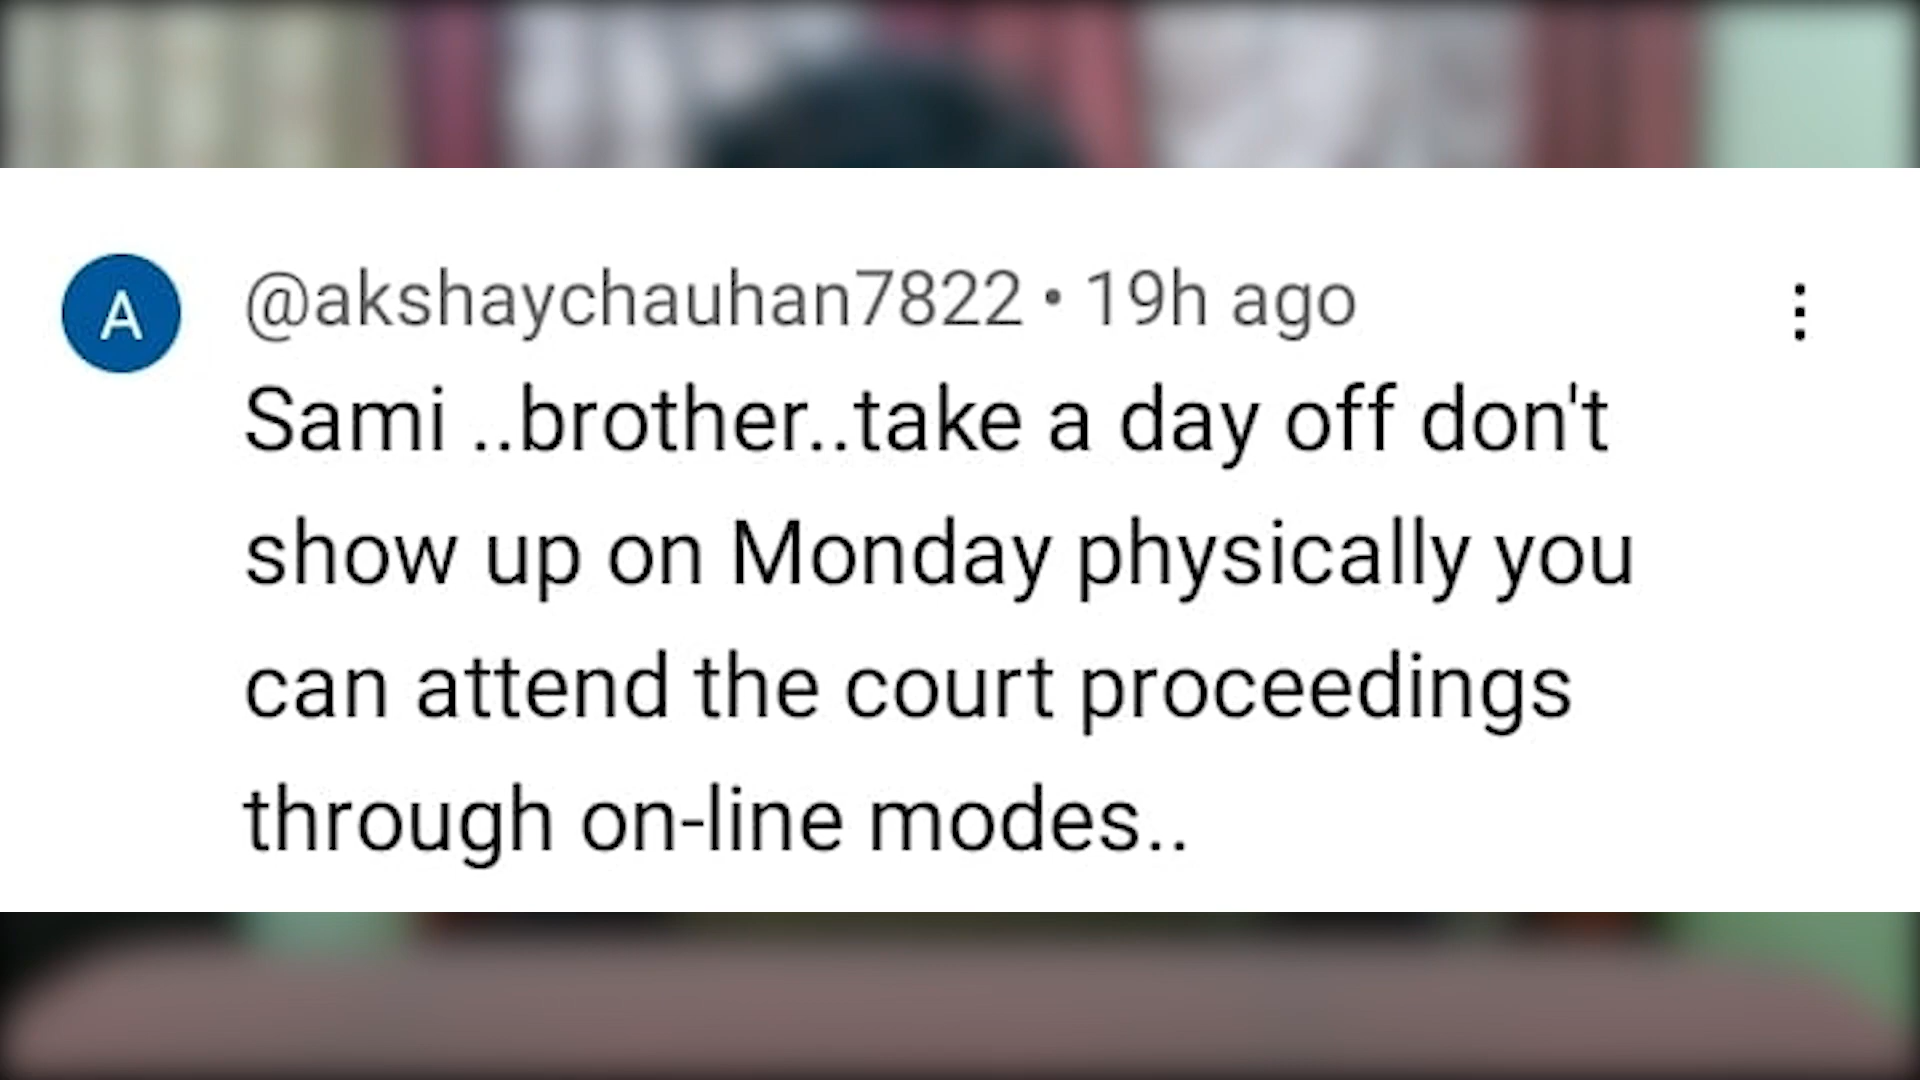 A
@akshaychauhan7822 • 19h ago
Sami ..brother..take a day off don't
show up on Monday physically you
can attend the court proceedings
through on-line modes..